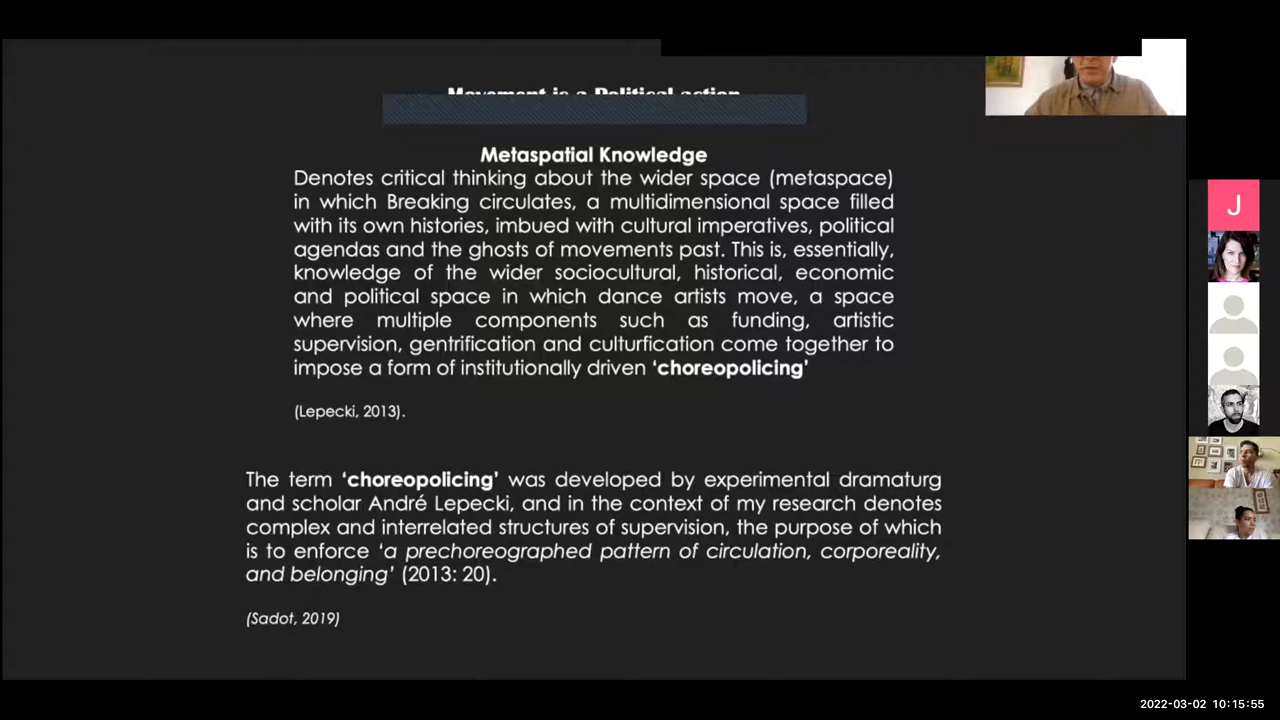 Movement is a Political action
Metaspatial Knowledge
Denotes critical thinking about the wider space (metaspace)
in which Breaking circulates, a multidimensional space filled
with its own histories, imbued with cultural imperatives, political
agendas and the ghosts of movements past. This is, essentially,
knowledge of the wider sociocultural, historical, economic
and political space in which dance artists move, a space
where multiple components such as funding, artistic
supervision, gentrification and culturfication come together to
impose a form of institutionally driven ‘choreopolicing’
(Lepecki, 2013).
The term ‘choreopolicing’ was developed by experimental dramaturg
and scholar André Lepecki, and in the context of my research denotes
complex and interrelated structures of supervision, the purpose of which
is to enforce ‘a prechoreographed pattern of circulation, corporeality,
and belonging’ (2013: 20).
(Sadot, 2019)
J
2022-03-02 10:15:55